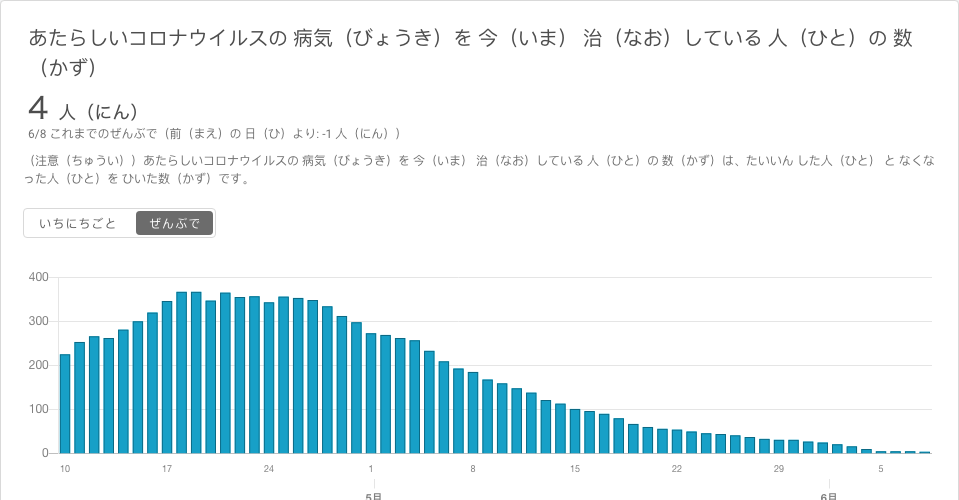 あたらしいコロナウイルスの 病気（びょうき）を 今（いま） 治（なお）している 人（ひと）の 数
（かず）
4 人（にん）
6/8 これまでのぜんぶで（前（まえ）の 日（ひ）より: -1 人（にん））
（注意（ちゅうい））あたらしいコロナウイルスの 病気（びょうき）を 今（いま） 治（なお）している 人（ひと）の 数（かず）は、たいいん した人（ひと） と なくな
った人（ひと）を ひいた数（かず）です。
いちにちごと ぜんぶで
400
300
200
100
0
10 17 24 1 8 15 22 29 5
5月 6月